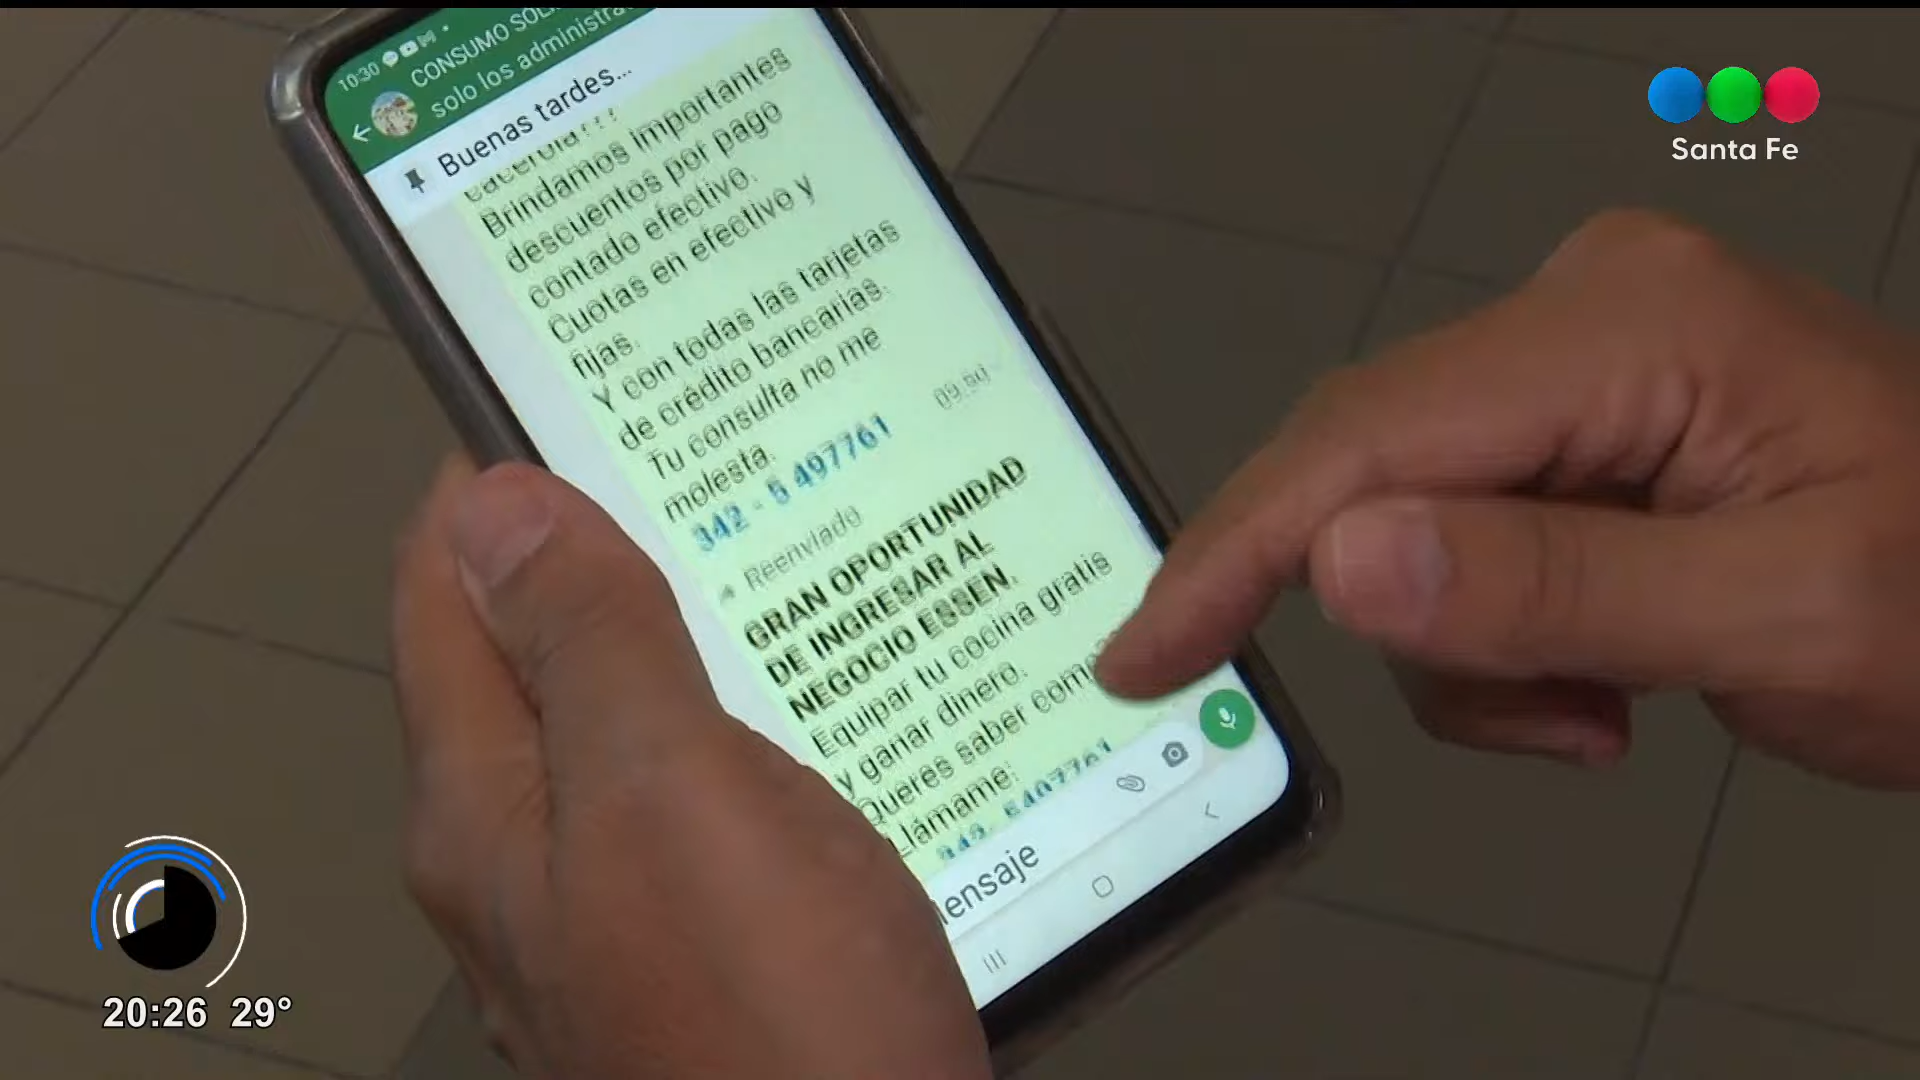 10:30
CONSUMO
solo los administra
Buenas tardes...
Brindamos importantes
descuentos por pago
contado efectivo.
Cuotas en efectivo y
fijas.
Y con todas las tarjetas
de crédito bancarias.
Tu consulta no me
molesta.
342 - 5 497761
Reenviado
GRAN OPORTUNIDAD
DE INGRESAR AL
NEGOCIO ESSEN.
Equipar tu cocina gratis
y ganar dinero.
Queres saber como
Llámame:
342- 5497761
ensaje
Santa Fe
20:26 29°